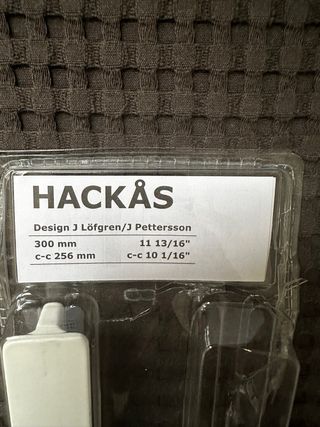 HACKÅS
Design J Löfgren/J Pettersson
300 mm 11 13/16"
c-c 256 mm c-c 10 1/16"